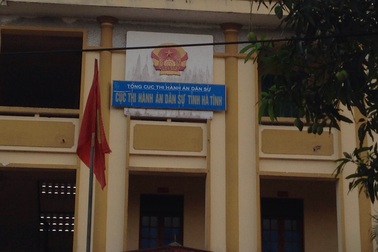 TỔNG CỤC THI HÀNH ÁN DÂN SỰ
CỤC THI HÀNH ÁN DÂN SỰ TỈNH HÀ TĨNH